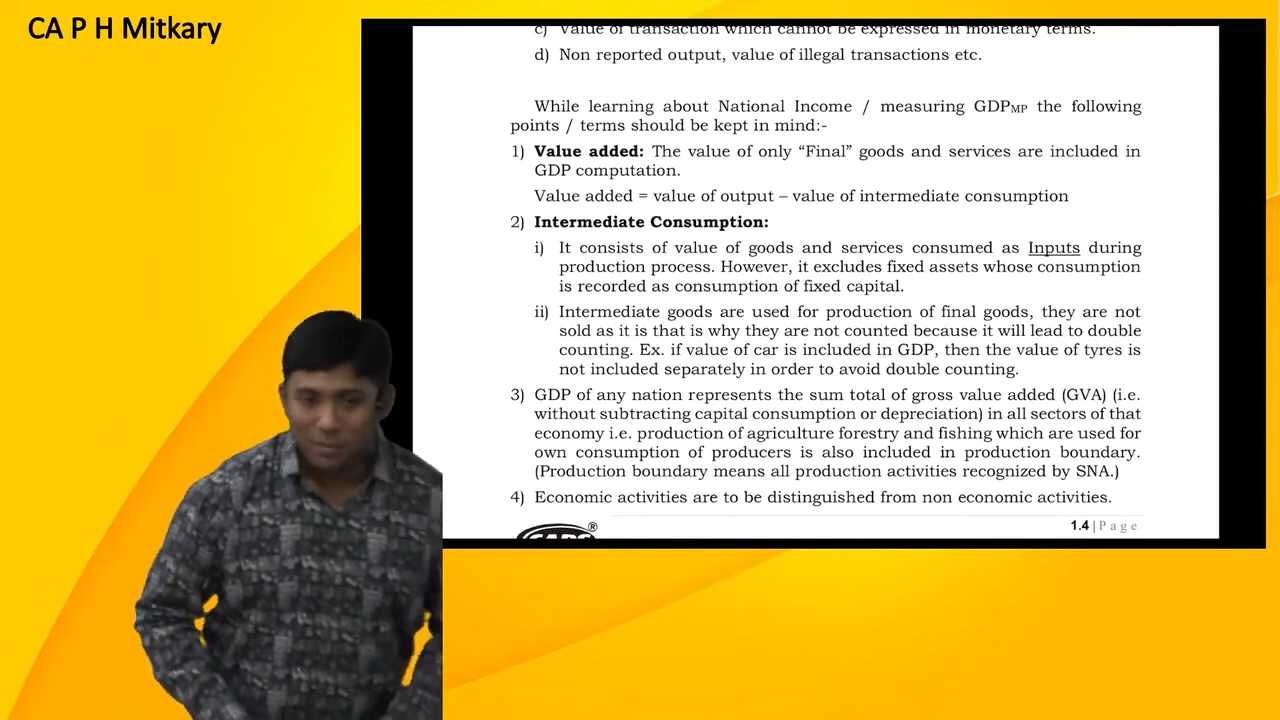 CA P H Mitkary
c) Value of transaction which cannot be expressed in monetary terms.
d) Non reported output, value of illegal transactions etc.
While learning about National Income / measuring GDPMP the following
points / terms should be kept in mind:-
1) Value added: The value of only “Final” goods and services are included in
GDP computation.
Value added = value of output – value of intermediate consumption
2) Intermediate Consumption:
i) It consists of value of goods and services consumed as Inputs during
production process. However, it excludes fixed assets whose consumption
is recorded as consumption of fixed capital.
ii) Intermediate goods are used for production of final goods, they are not
sold as it is that is why they are not counted because it will lead to double
counting. Ex. if value of car is included in GDP, then the value of tyres is
not included separately in order to avoid double counting.
3) GDP of any nation represents the sum total of gross value added (GVA) (i.e.
without subtracting capital consumption or depreciation) in all sectors of that
economy i.e. production of agriculture forestry and fishing which are used for
own consumption of producers is also included in production boundary.
(Production boundary means all production activities recognized by SNA.)
4) Economic activities are to be distinguished from non economic activities.
®
1.4 | Page